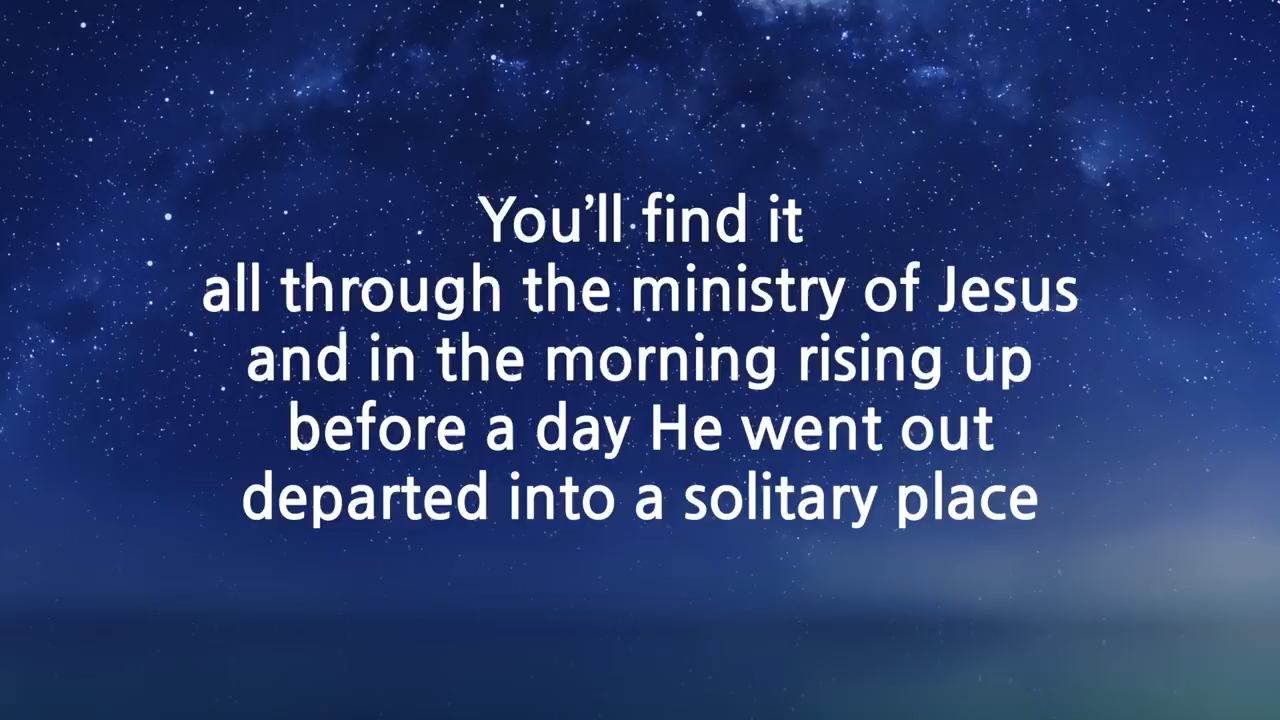 You’ll find it
all through the ministry of Jesus
and in the morning rising up
before a day He went out
departed into a solitary place